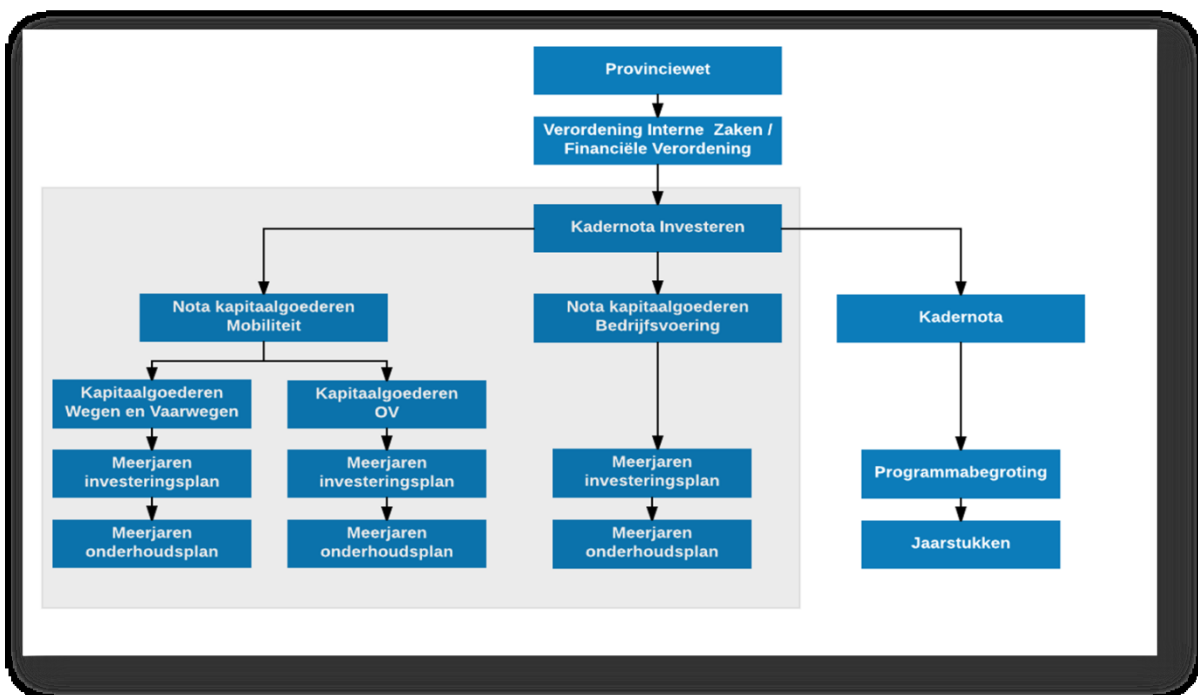 Provinciewet
Verordening Interne Zaken /
Financiële Verordening
Kadernota Investeren
Nota kapitaalgoederen
Mobiliteit
Nota kapitaalgoederen
Bedrijfsvoering
Kadernota
Kapitaalgoederen
Wegen en Vaarwegen
Kapitaalgoederen
OV
Meerjaren
investeringsplan
Meerjaren
investeringsplan
Meerjaren
investeringsplan
Programmabegroting
Meerjaren
onderhoudsplan
Meerjaren
onderhoudsplan
Meerjaren
onderhoudsplan
Jaarstukken